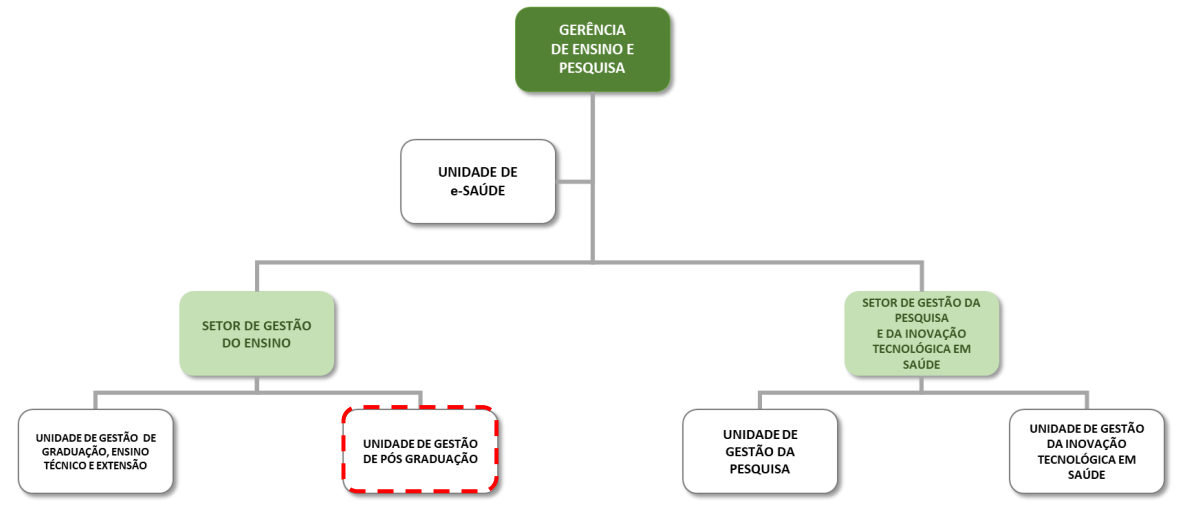 GERÊNCIA
DE ENSINO E
PESQUISA
UNIDADE DE
e-SAÚDE
SETOR DE GESTÃO
DO ENSINO
SETOR DE GESTÃO DA
PESQUISA
E DA INOVAÇÃO
TECNOLÓGICA EM
SAÚDE
UNIDADE DE GESTÃO DE
GRADUAÇÃO, ENSINO
TÉCNICO E EXTENSÃO
UNIDADE DE GESTÃO
DE PÓS GRADUAÇÃO
UNIDADE DE
GESTÃO DA
PESQUISA
UNIDADE DE GESTÃO
DA INOVAÇÃO
TECNOLÓGICA EM
SAÚDE